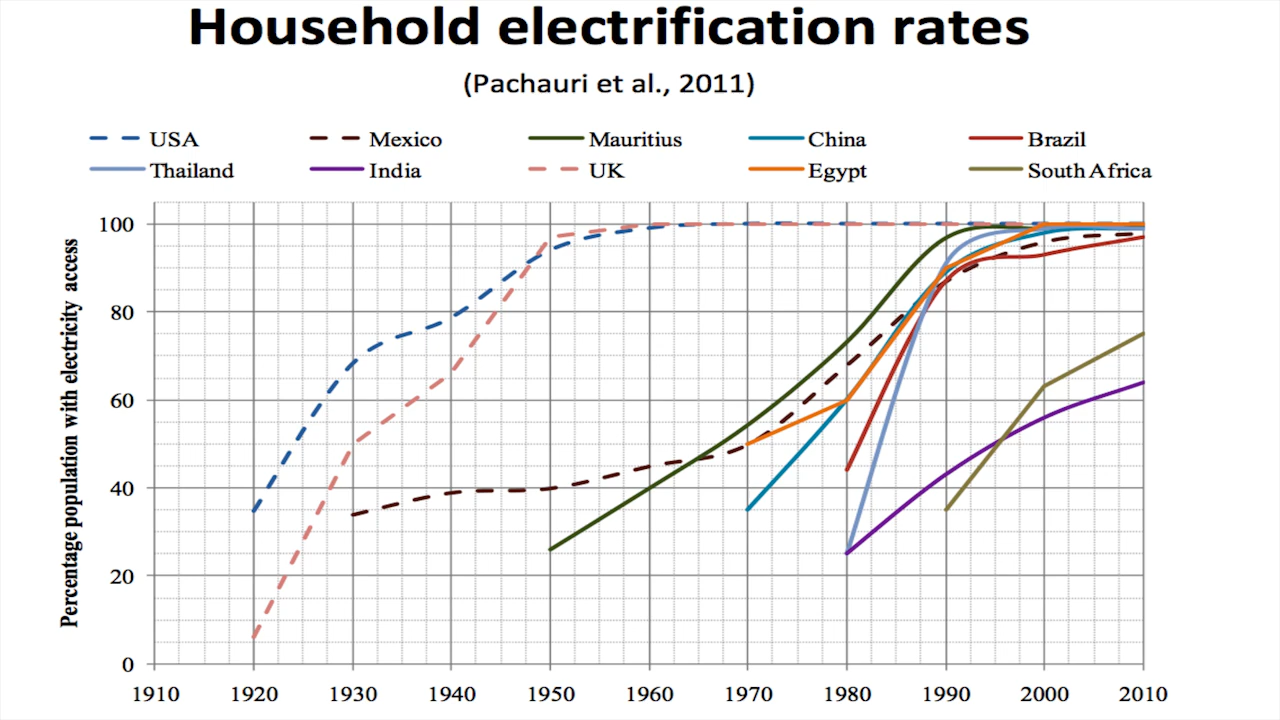 Household electrification rates
(Pachauri et al., 2011)
USA Mexico Mauritius China Brazil
Thailand India UK Egypt South Africa
Percentage population with electricity access
100
80
60
40
20
0
1910 1920 1930 1940 1950 1960 1970 1980 1990 2000 2010